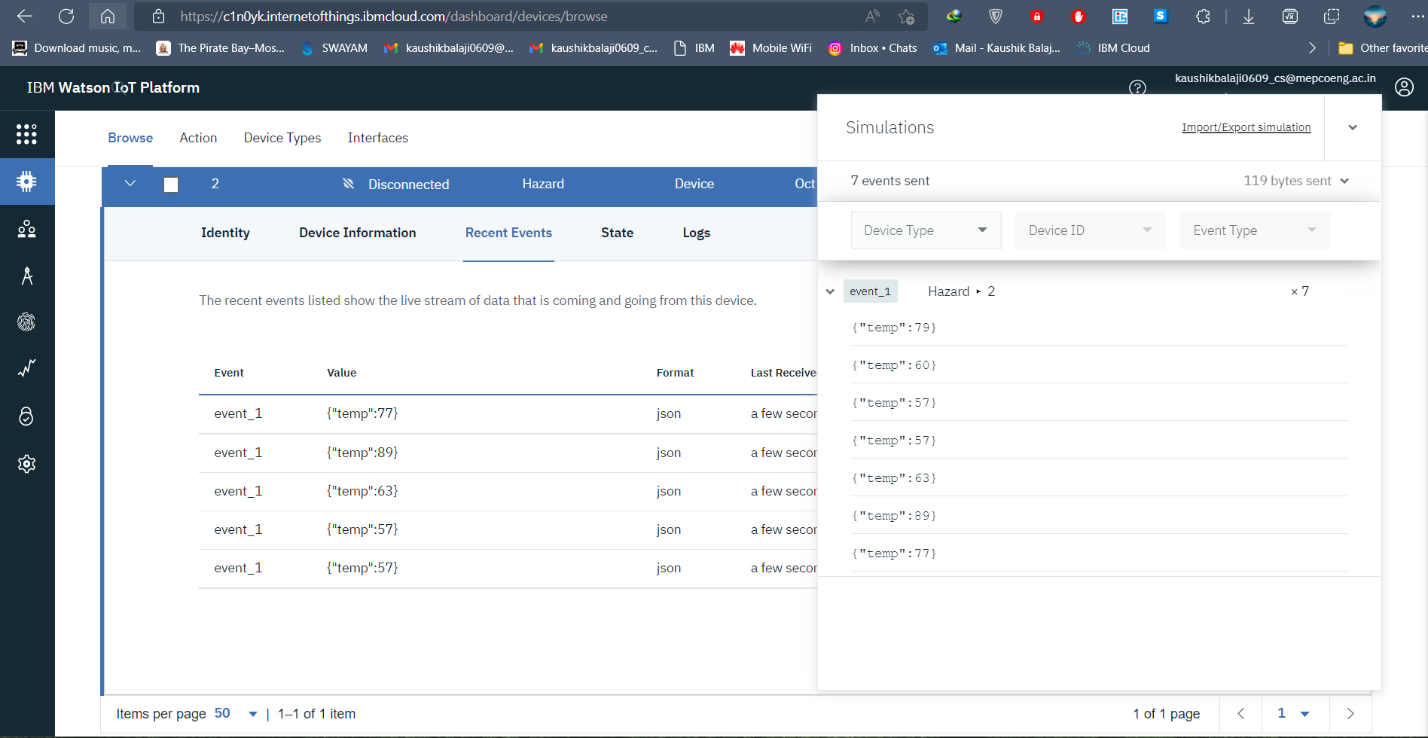 https://c1n0yk.internetofthings.ibmcloud.com/dashboard/devices/browse
Download music, m... The Pirate Bay–Mos... SWAYAM kaushikbalaji0609@... kaushikbalaji0609_c... IBM Mobile WiFi Inbox • Chats Mail - Kaushik Balaj... IBM Cloud Other favorite
IBM Watson IoT Platform
kaushikbalaji0609_cs@mepcoeng.ac.in
Browse Action Device Types Interfaces
Simulations Import/Export simulation
2 Disconnected Hazard Device Oct
7 events sent 119 bytes sent
Identity Device Information Recent Events State Logs
Device Type Device ID Event Type
The recent events listed show the live stream of data that is coming and going from this device.
event_1 Hazard ▸ 2 × 7
{"temp":79}
{"temp":60}
{"temp":57}
{"temp":57}
{"temp":63}
{"temp":89}
{"temp":77}
Event Value Format Last Receive
event_1 {"temp":77} json a few secon
event_1 {"temp":89} json a few secon
event_1 {"temp":63} json a few secon
event_1 {"temp":57} json a few secon
event_1 {"temp":57} json a few secon
Items per page 50 | 1–1 of 1 item 1 of 1 page 1